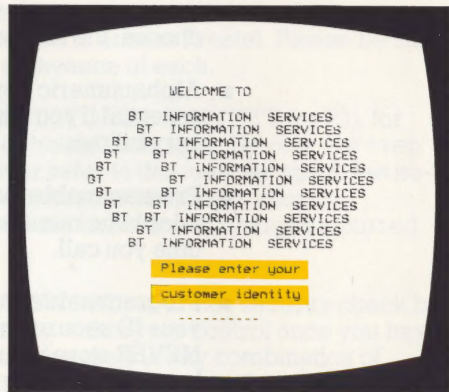 WELCOME TO
BT INFORMATION SERVICES
BT INFORMATION SERVICES
BT BT INFORMATION SERVICES
BT BT INFORMATION SERVICES
BT BT INFORMATION SERVICES
BT BT INFORMATION SERVICES
BT BT INFORMATION SERVICES
BT BT INFORMATION SERVICES
BT BT INFORMATION SERVICES
BT INFORMATION SERVICES
BT INFORMATION SERVICES
Please enter your
customer identity
----------